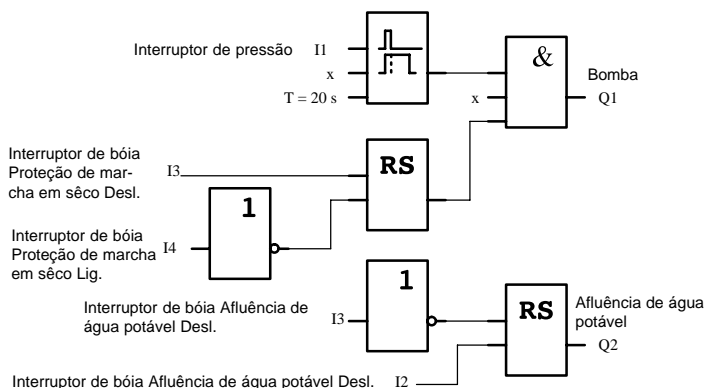 Interruptor de pressão I1
&
x
Bomba
T = 20 s
x
Q1
Interruptor de bóia
Proteção de mar-
cha em sêco Desl.
I3
RS
1
Interruptor de bóia
Proteção de marcha
em sêco Lig.
I4
1
Interruptor de bóia Afluência de
água potável Desl.
I3
RS
Afluência de água
potável
Q2
Interruptor de bóia Afluência de água potável Desl. I2